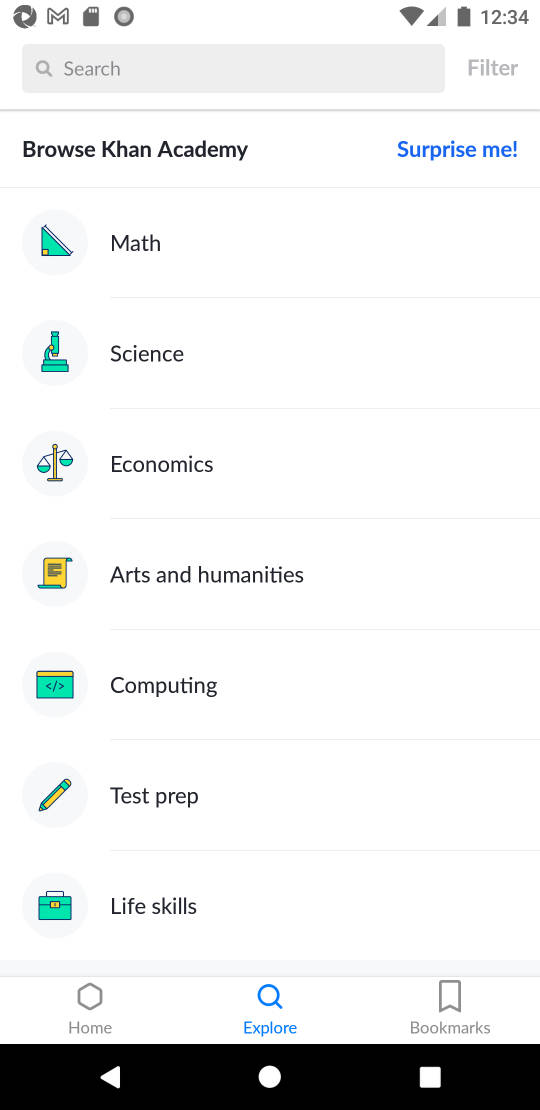 12:34
Search
Filter
Browse Khan Academy
Surprise me!
Math
Science
Economics
Arts and humanities
</>
Computing
Test prep
Life skills
Home
Explore
Bookmarks